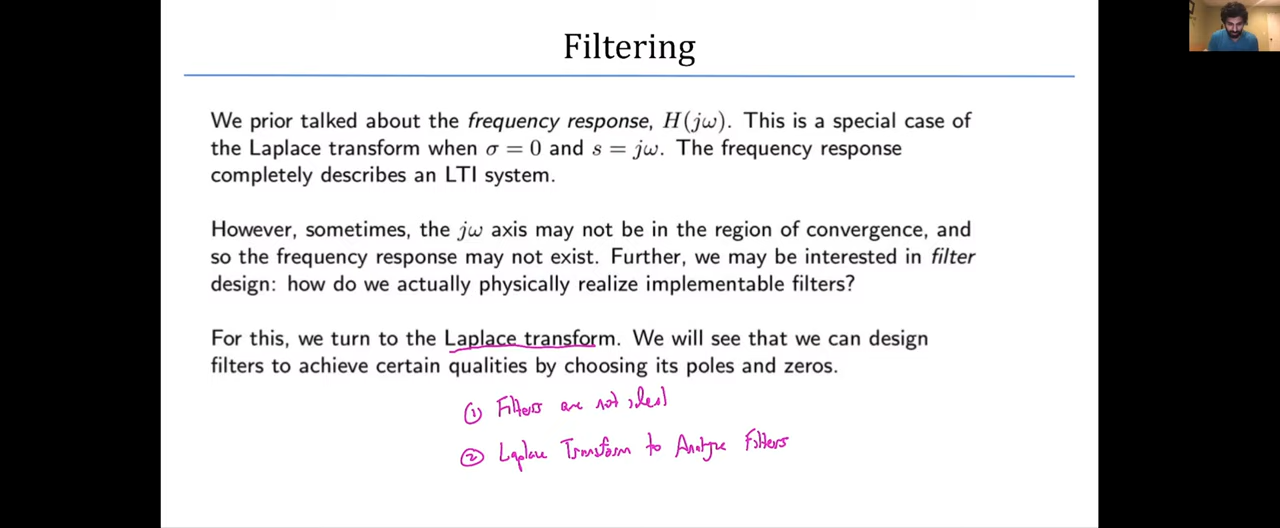 Filtering
We prior talked about the frequency response, H(jω). This is a special case of
the Laplace transform when σ = 0 and s = jω. The frequency response
completely describes an LTI system.
However, sometimes, the jω axis may not be in the region of convergence, and
so the frequency response may not exist. Further, we may be interested in filter
design: how do we actually physically realize implementable filters?
For this, we turn to the Laplace transform. We will see that we can design
filters to achieve certain qualities by choosing its poles and zeros.
① Filters are not ideal
② Laplace Transform to Analyze Filters